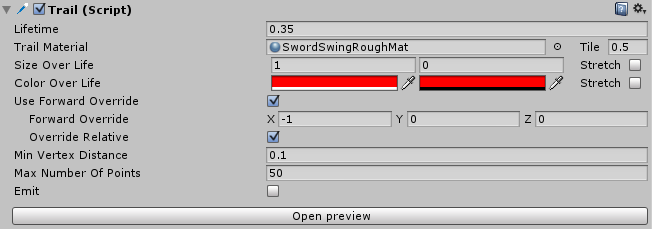 Trail (Script)
Lifetime 0.35
Trail Material SwordSwingRoughMat Tile 0.5
Size Over Life 1 0 Stretch
Color Over Life Stretch
Use Forward Override
Forward Override X -1 Y 0 Z 0
Override Relative
Min Vertex Distance 0.1
Max Number Of Points 50
Emit
Open preview